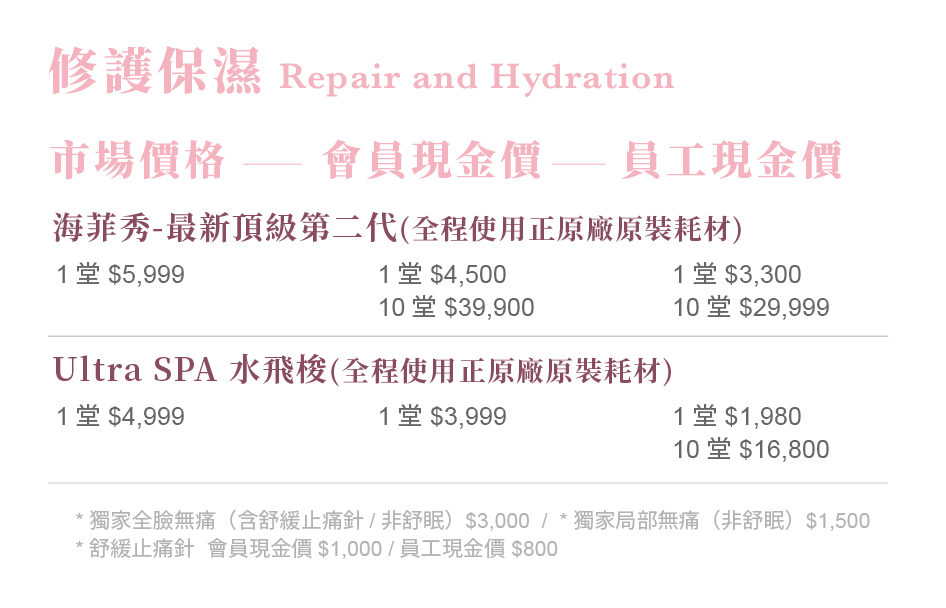 修護保濕 Repair and Hydration
市場價格 — 會員現金價 — 員工現金價
海菲秀-最新頂級第二代(全程使用正原廠原裝耗材)
1 堂 $5,999 1 堂 $4,500 1 堂 $3,300
10 堂 $39,900 10 堂 $29,999
Ultra SPA 水飛梭(全程使用正原廠原裝耗材)
1 堂 $4,999 1 堂 $3,999 1 堂 $1,980
10 堂 $16,800
* 獨家全臉無痛（含舒緩止痛針 / 非舒眠）$3,000 / * 獨家局部無痛（非舒眠）$1,500
* 舒緩止痛針 會員現金價 $1,000 / 員工現金價 $800